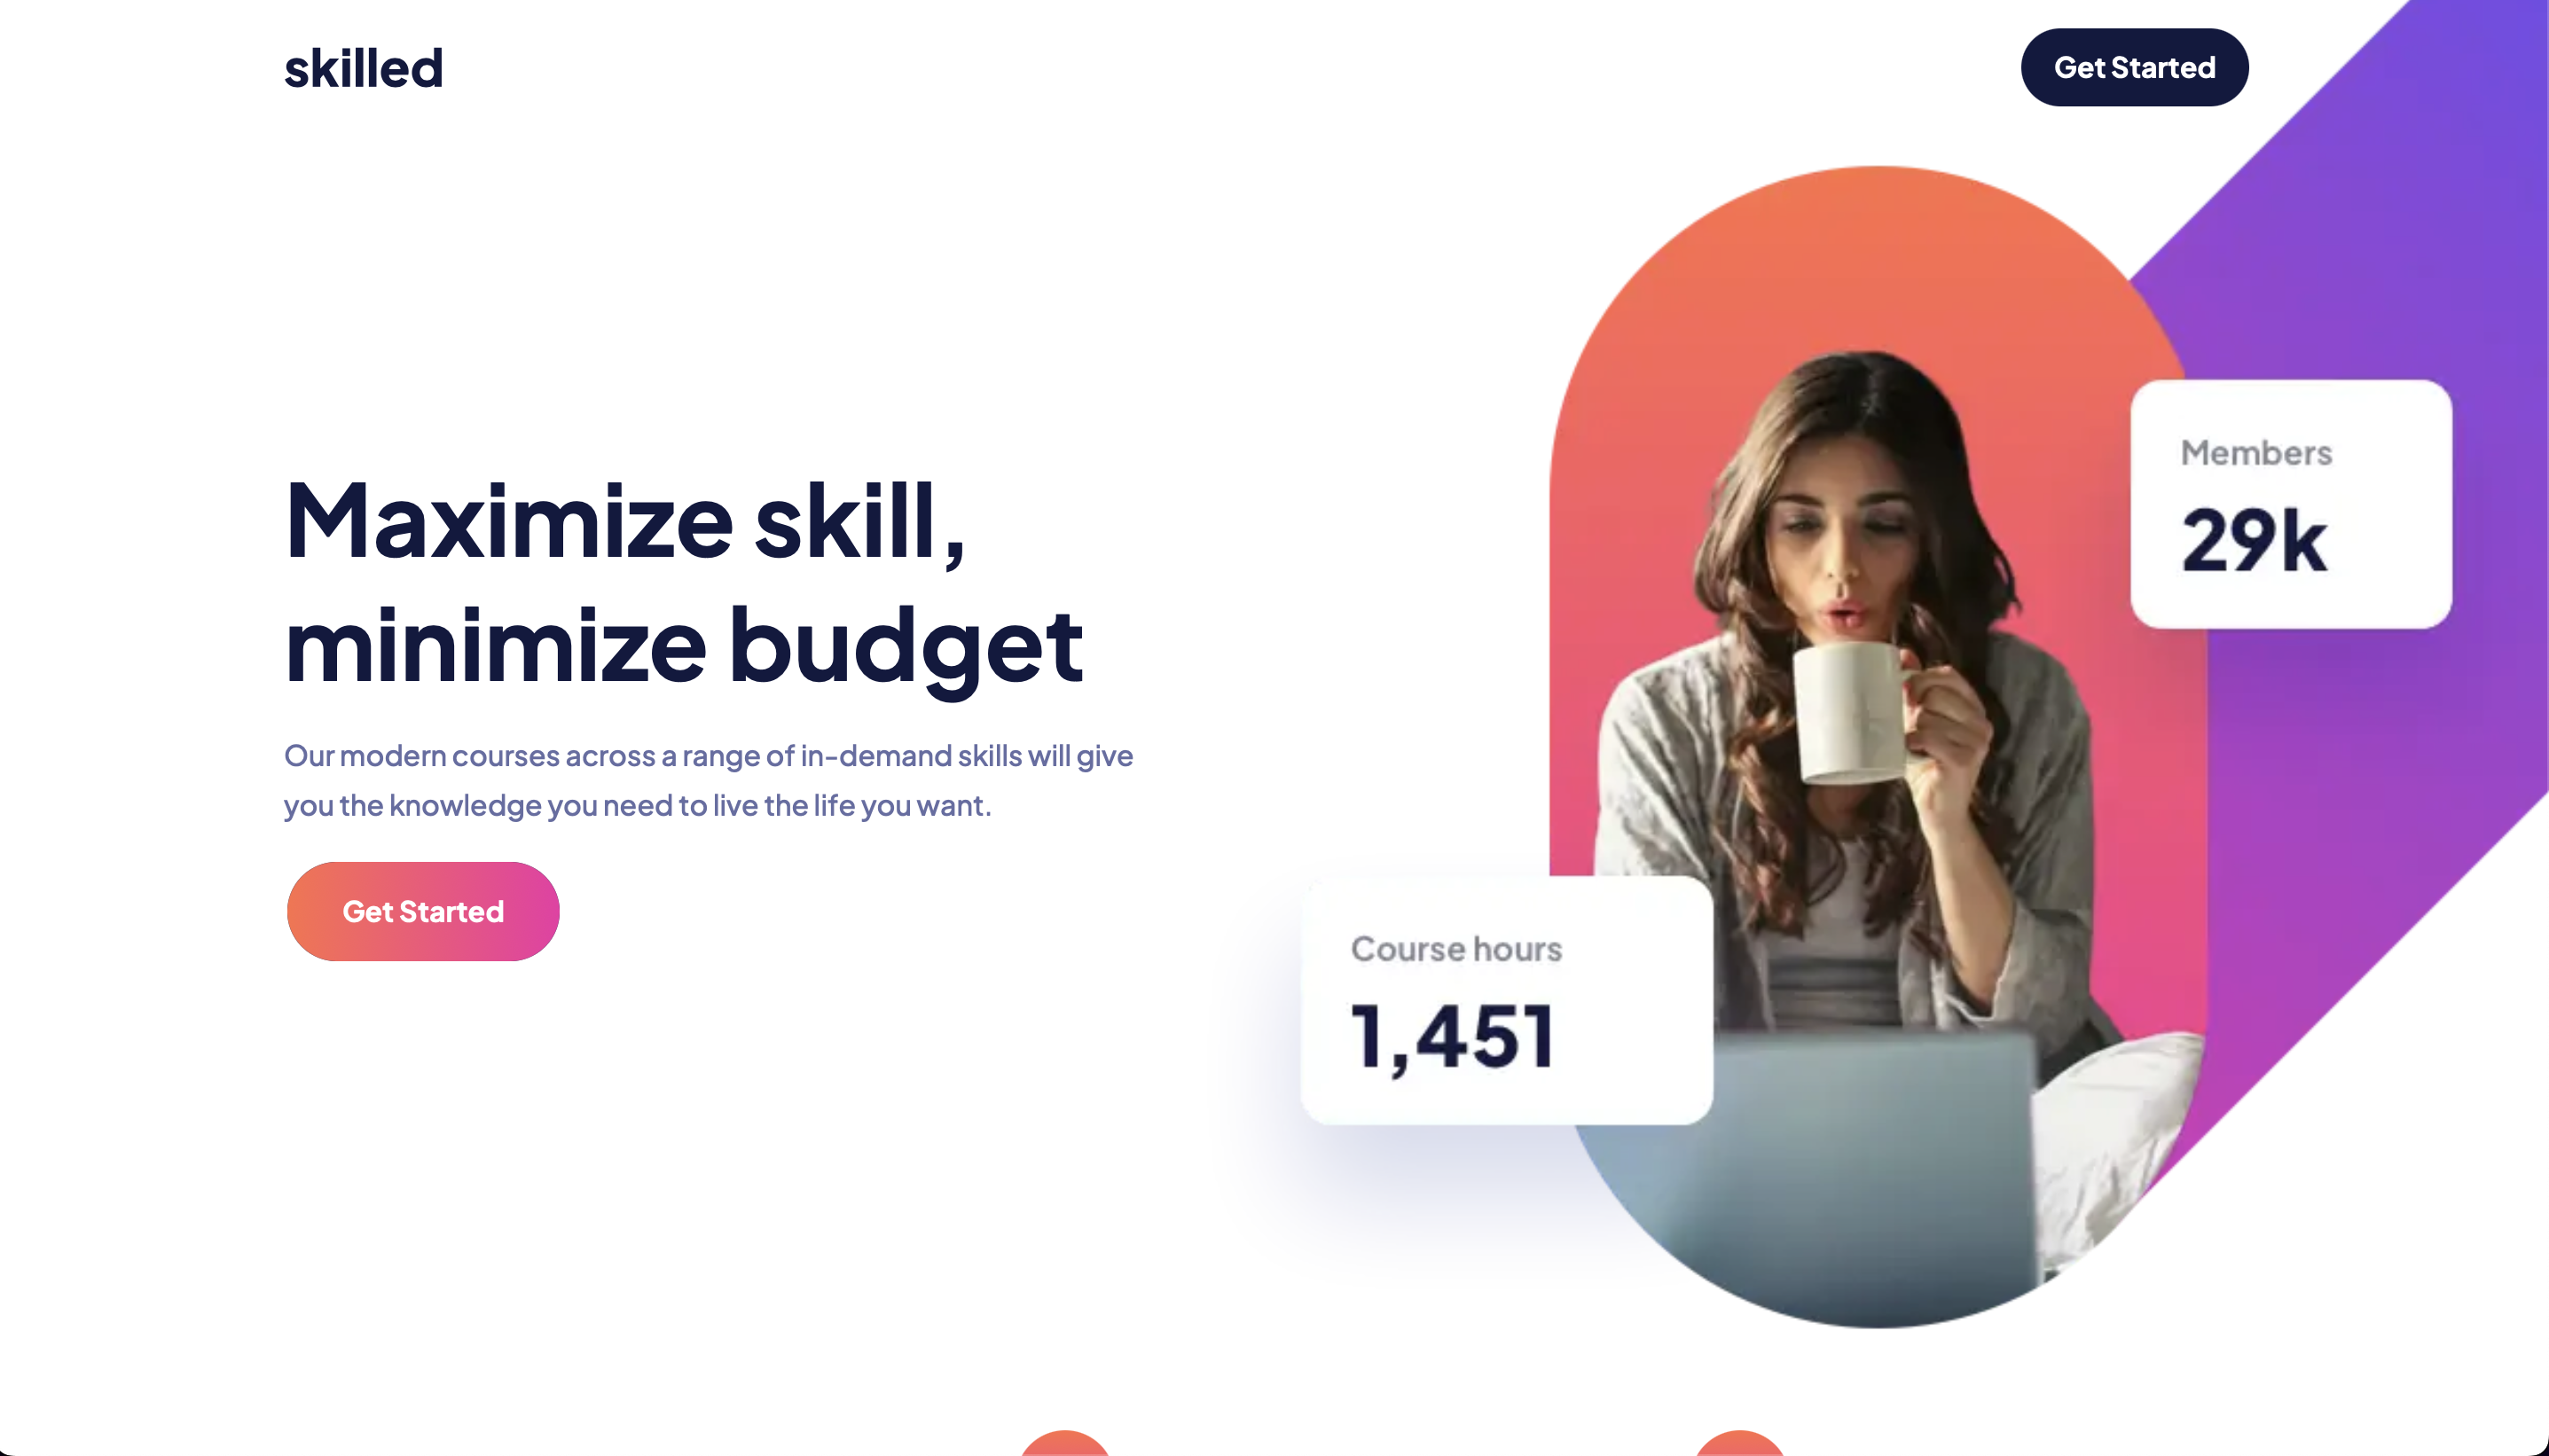 skilled
Get Started
Maximize skill,
minimize budget
Our modern courses across a range of in-demand skills will give
you the knowledge you need to live the life you want.
Get Started
Members
29k
Course hours
1,451